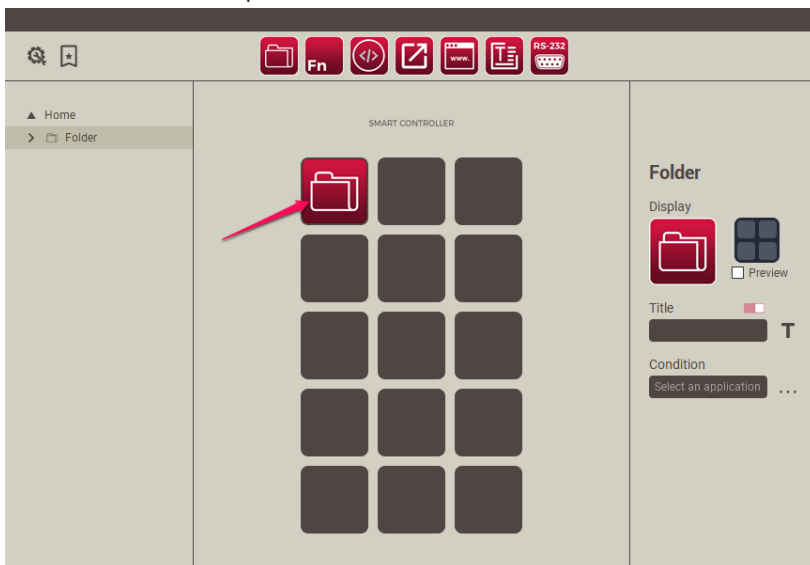 Fn
</>
www.
T
RS-232
Home
Folder
SMART CONTROLLER
Folder
Display
Preview
Title
T
Condition
Select an application
...